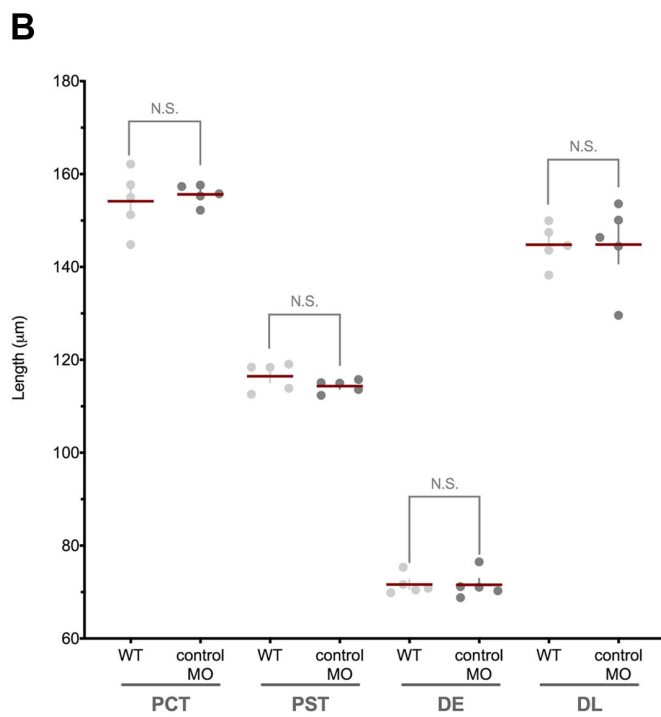 B
180
160
140
120
100
80
60
Length (μm)
N.S.
N.S.
N.S.
N.S.
WT
control
MO
WT
control
MO
WT
control
MO
WT
control
MO
PCT
PST
DE
DL